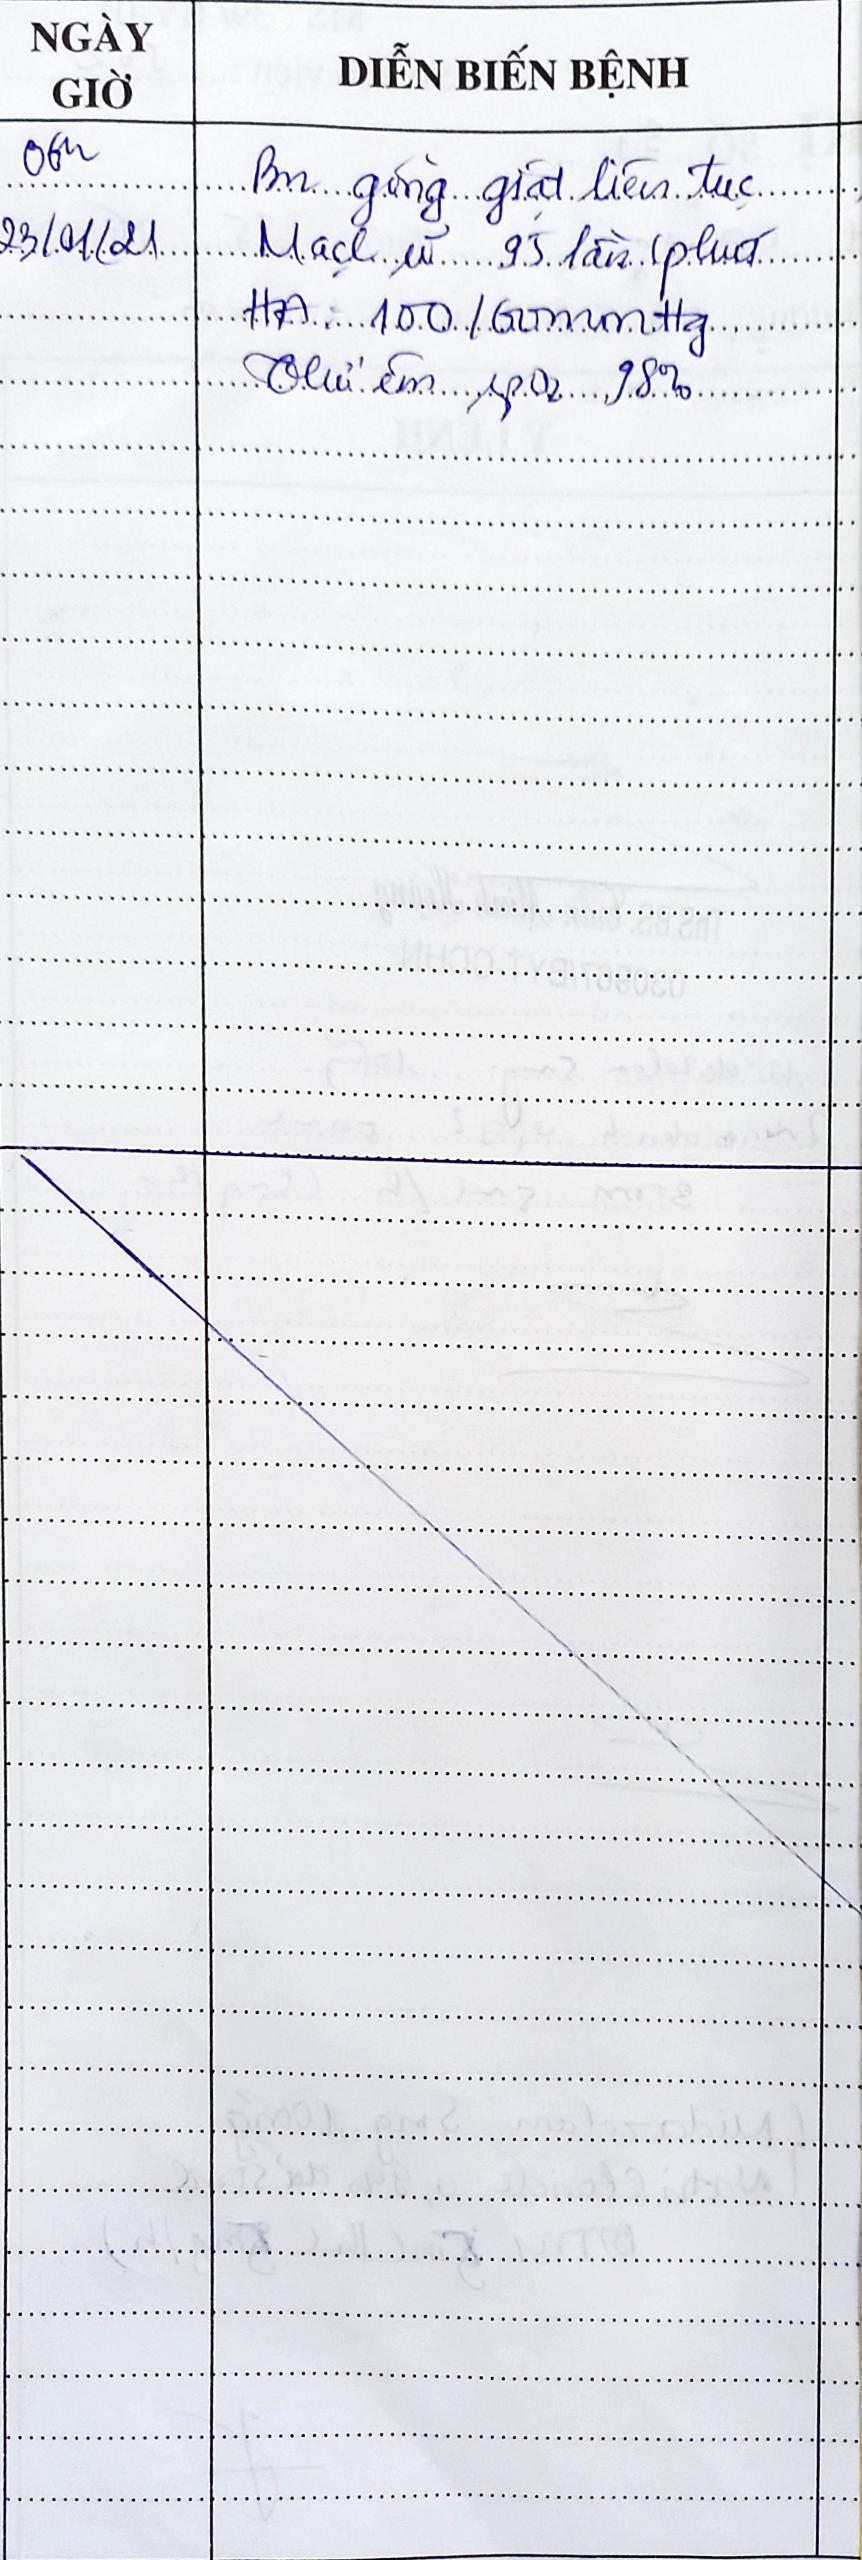 NGÀY
GIỜ
DIỄN BIẾN BỆNH
06h
Bn gồng giật liên tục
23/01/21 Mạch 95 lần/phút
HA: 100/60mmHg
Thở êm spO2 98%